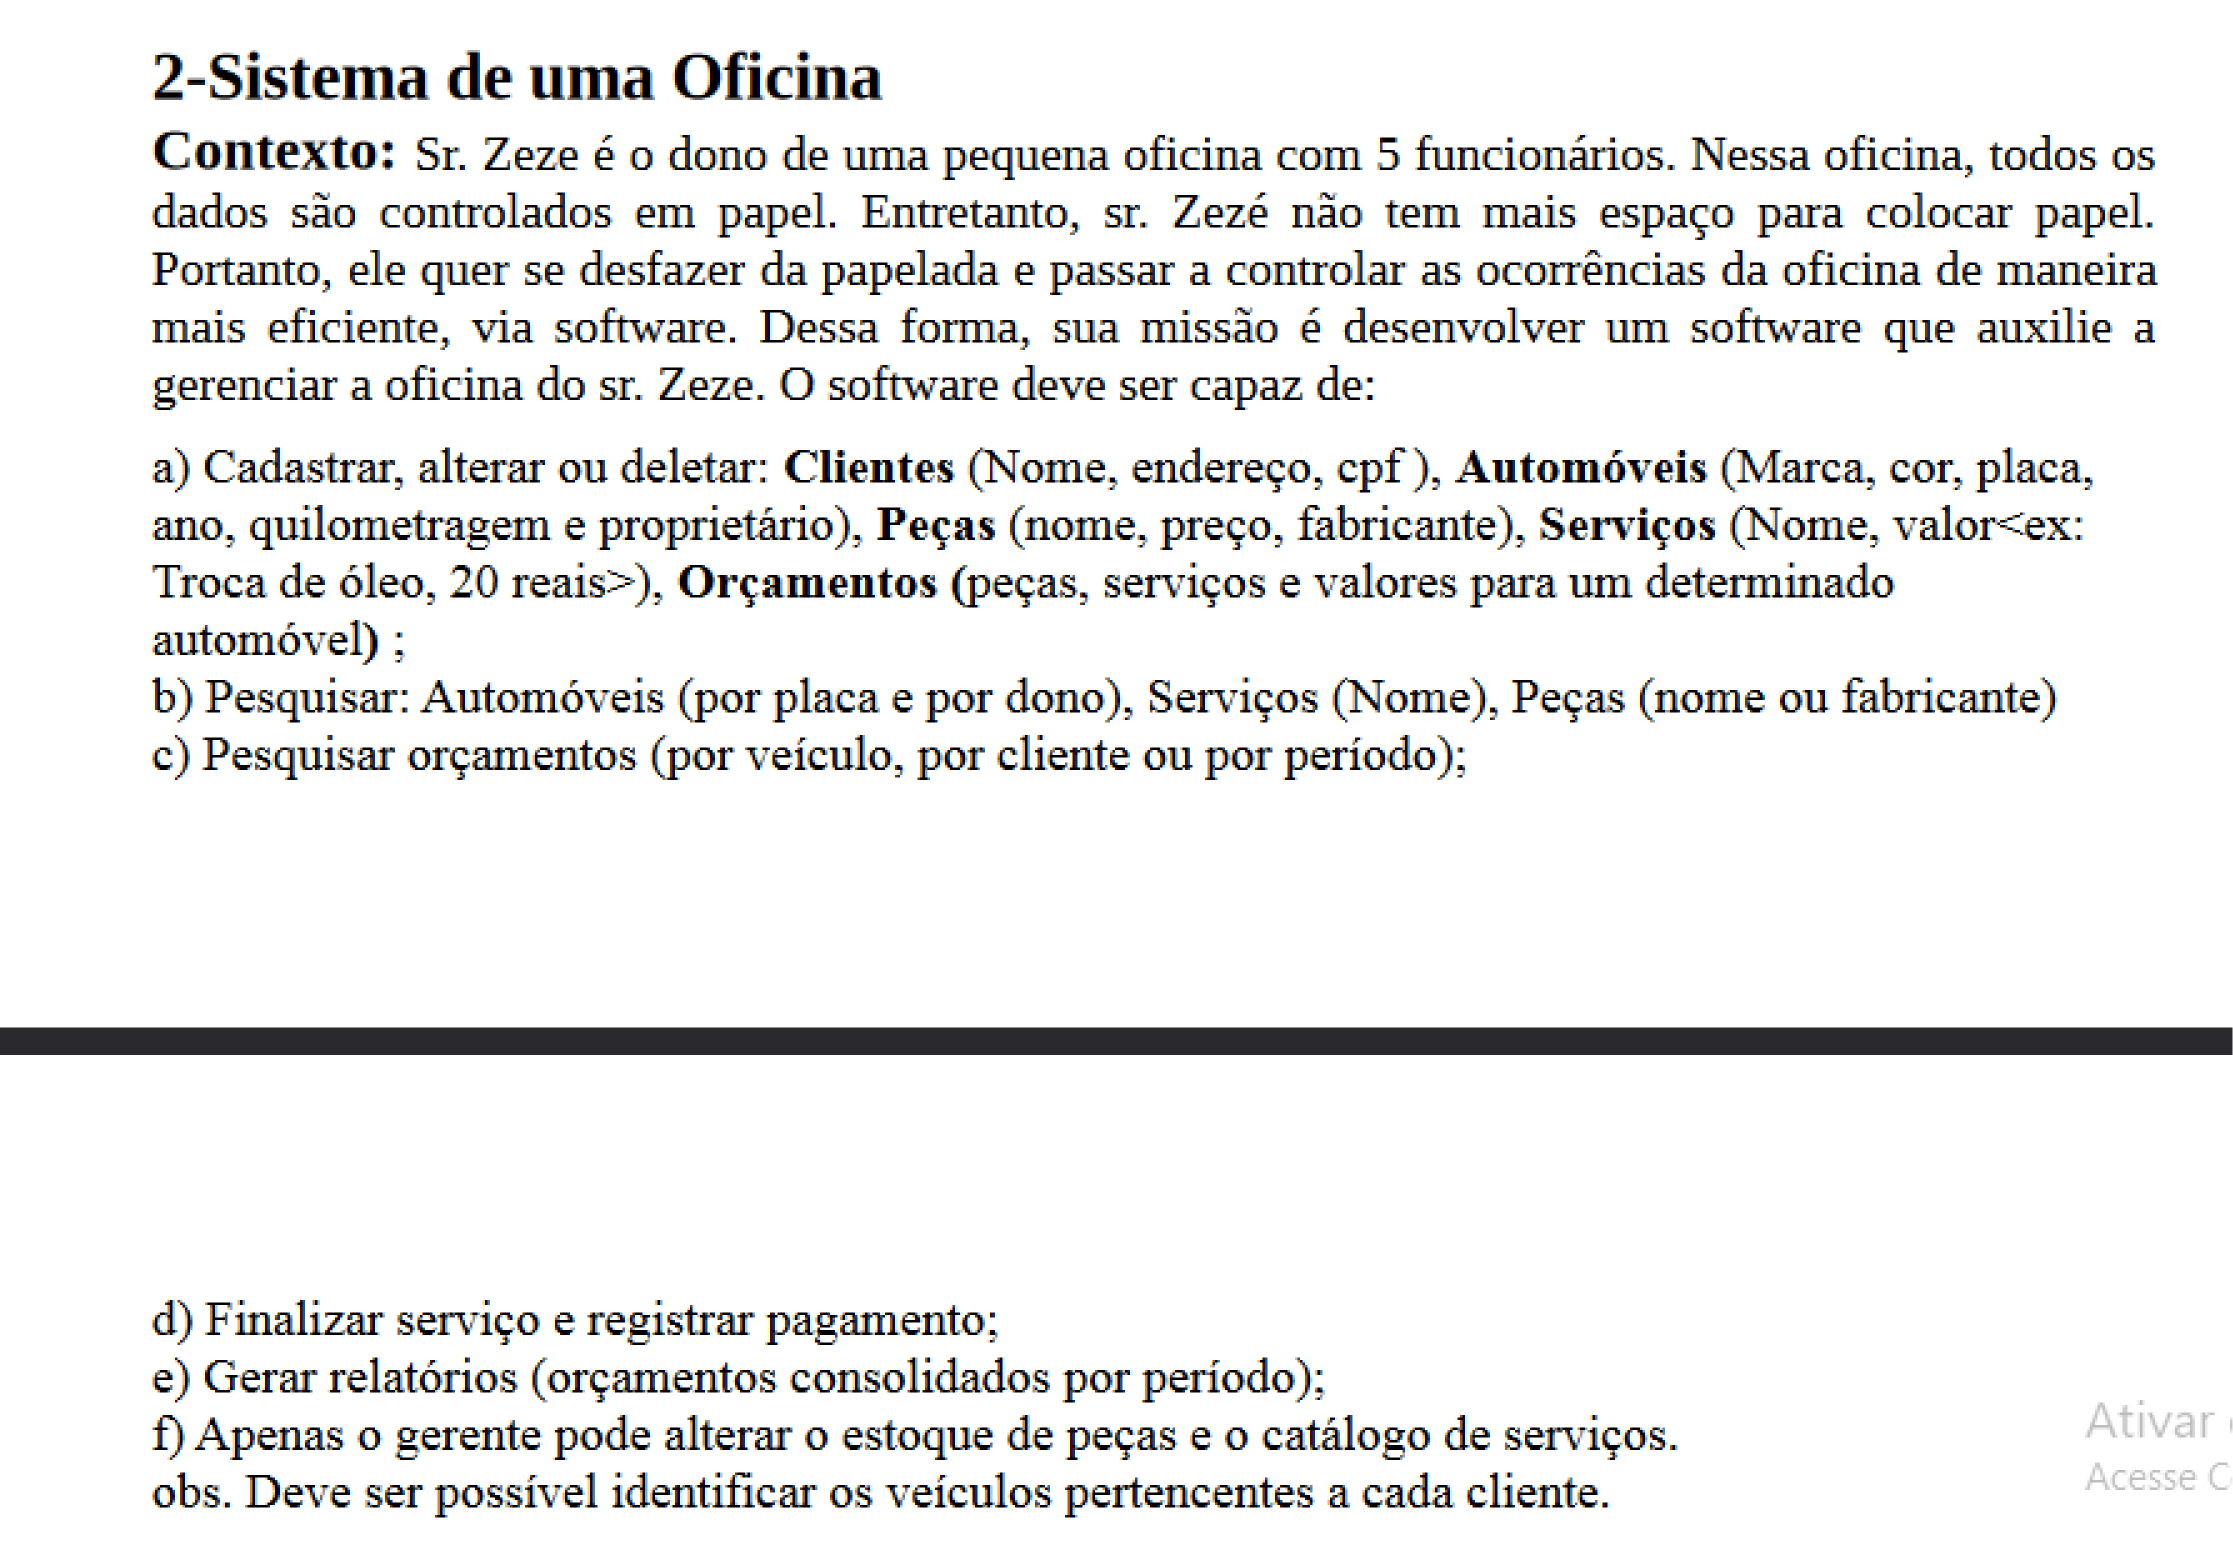 2-Sistema de uma Oficina
Contexto: Sr. Zeze é o dono de uma pequena oficina com 5 funcionários. Nessa oficina, todos os
dados são controlados em papel. Entretanto, sr. Zezé não tem mais espaço para colocar papel.
Portanto, ele quer se desfazer da papelada e passar a controlar as ocorrências da oficina de maneira
mais eficiente, via software. Dessa forma, sua missão é desenvolver um software que auxilie a
gerenciar a oficina do sr. Zeze. O software deve ser capaz de:
a) Cadastrar, alterar ou deletar: Clientes (Nome, endereço, cpf ), Automóveis (Marca, cor, placa,
ano, quilometragem e proprietário), Peças (nome, preço, fabricante), Serviços (Nome, valor<ex:
Troca de óleo, 20 reais>), Orçamentos (peças, serviços e valores para um determinado
automóvel) ;
b) Pesquisar: Automóveis (por placa e por dono), Serviços (Nome), Peças (nome ou fabricante)
c) Pesquisar orçamentos (por veículo, por cliente ou por período);
d) Finalizar serviço e registrar pagamento;
e) Gerar relatórios (orçamentos consolidados por período);
f) Apenas o gerente pode alterar o estoque de peças e o catálogo de serviços.
obs. Deve ser possível identificar os veículos pertencentes a cada cliente.
Ativar
Acesse